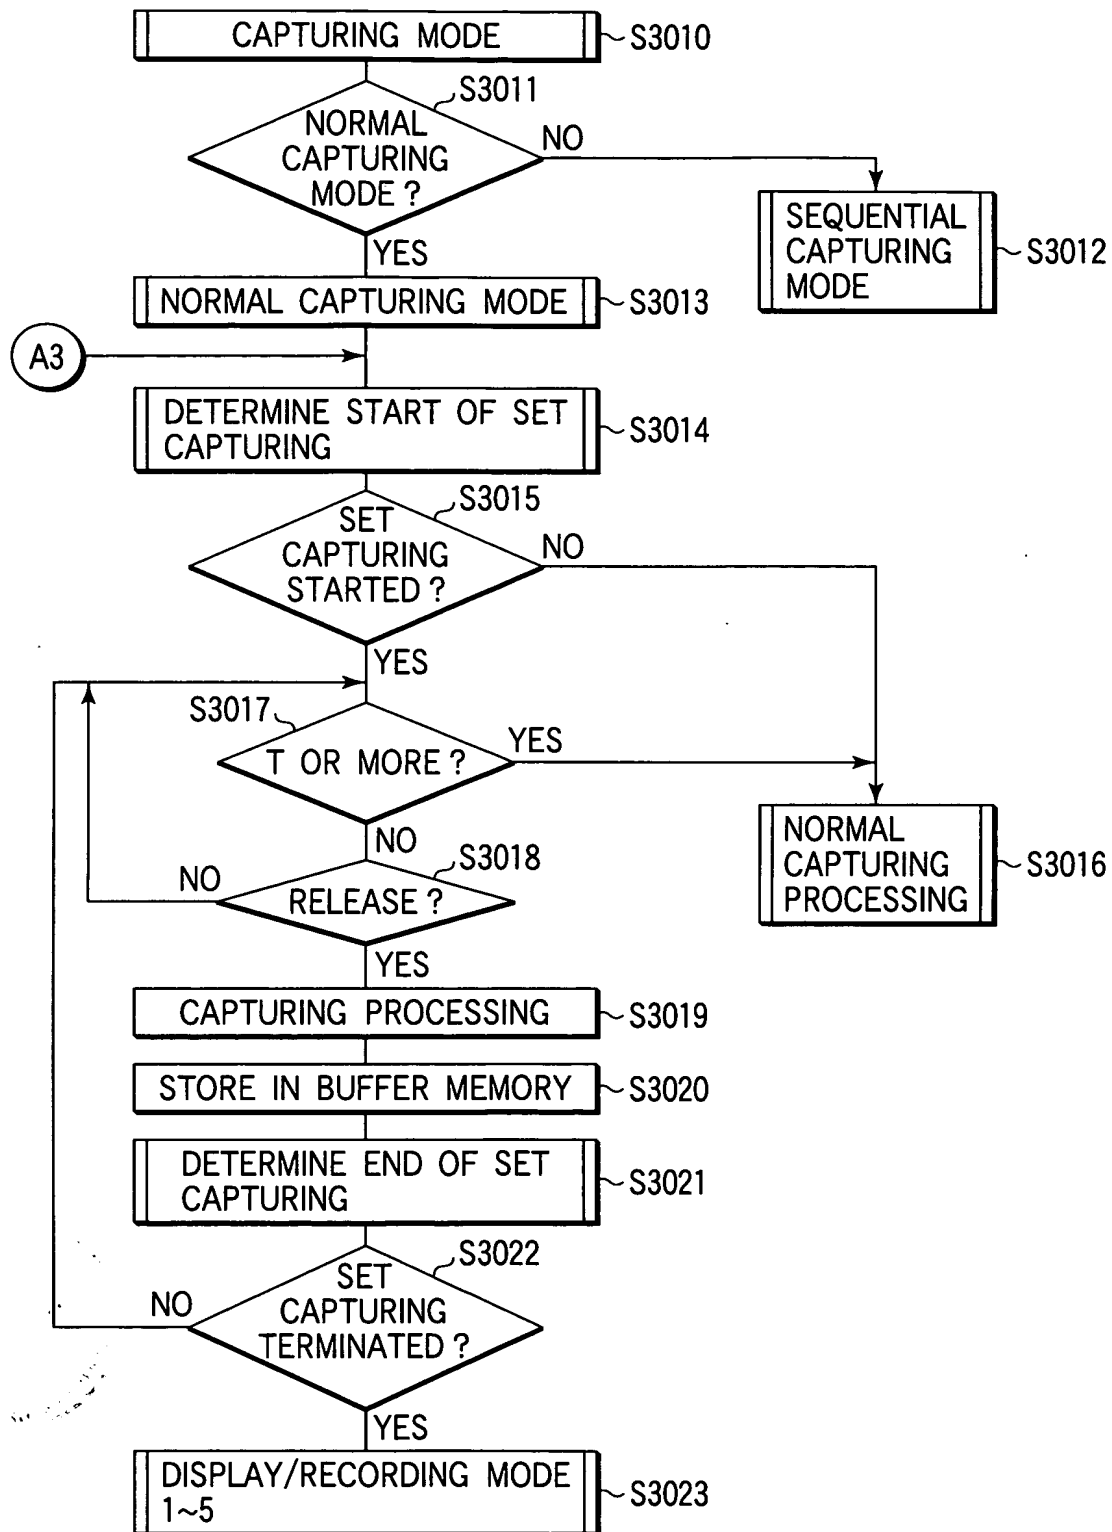 CAPTURING MODE
S3010
S3011
NORMAL
CAPTURING
MODE?
NO
YES
SEQUENTIAL
CAPTURING
MODE
S3012
NORMAL CAPTURING MODE
S3013
A3
DETERMINE START OF SET
CAPTURING
S3014
S3015
SET
CAPTURING
STARTED?
NO
YES
S3017
T OR MORE?
YES
NO
NORMAL
CAPTURING
PROCESSING
S3016
S3018
NO
RELEASE?
YES
CAPTURING PROCESSING
S3019
STORE IN BUFFER MEMORY
S3020
DETERMINE END OF SET
CAPTURING
S3021
S3022
NO
SET
CAPTURING
TERMINATED?
YES
DISPLAY/RECORDING MODE
1~5
S3023